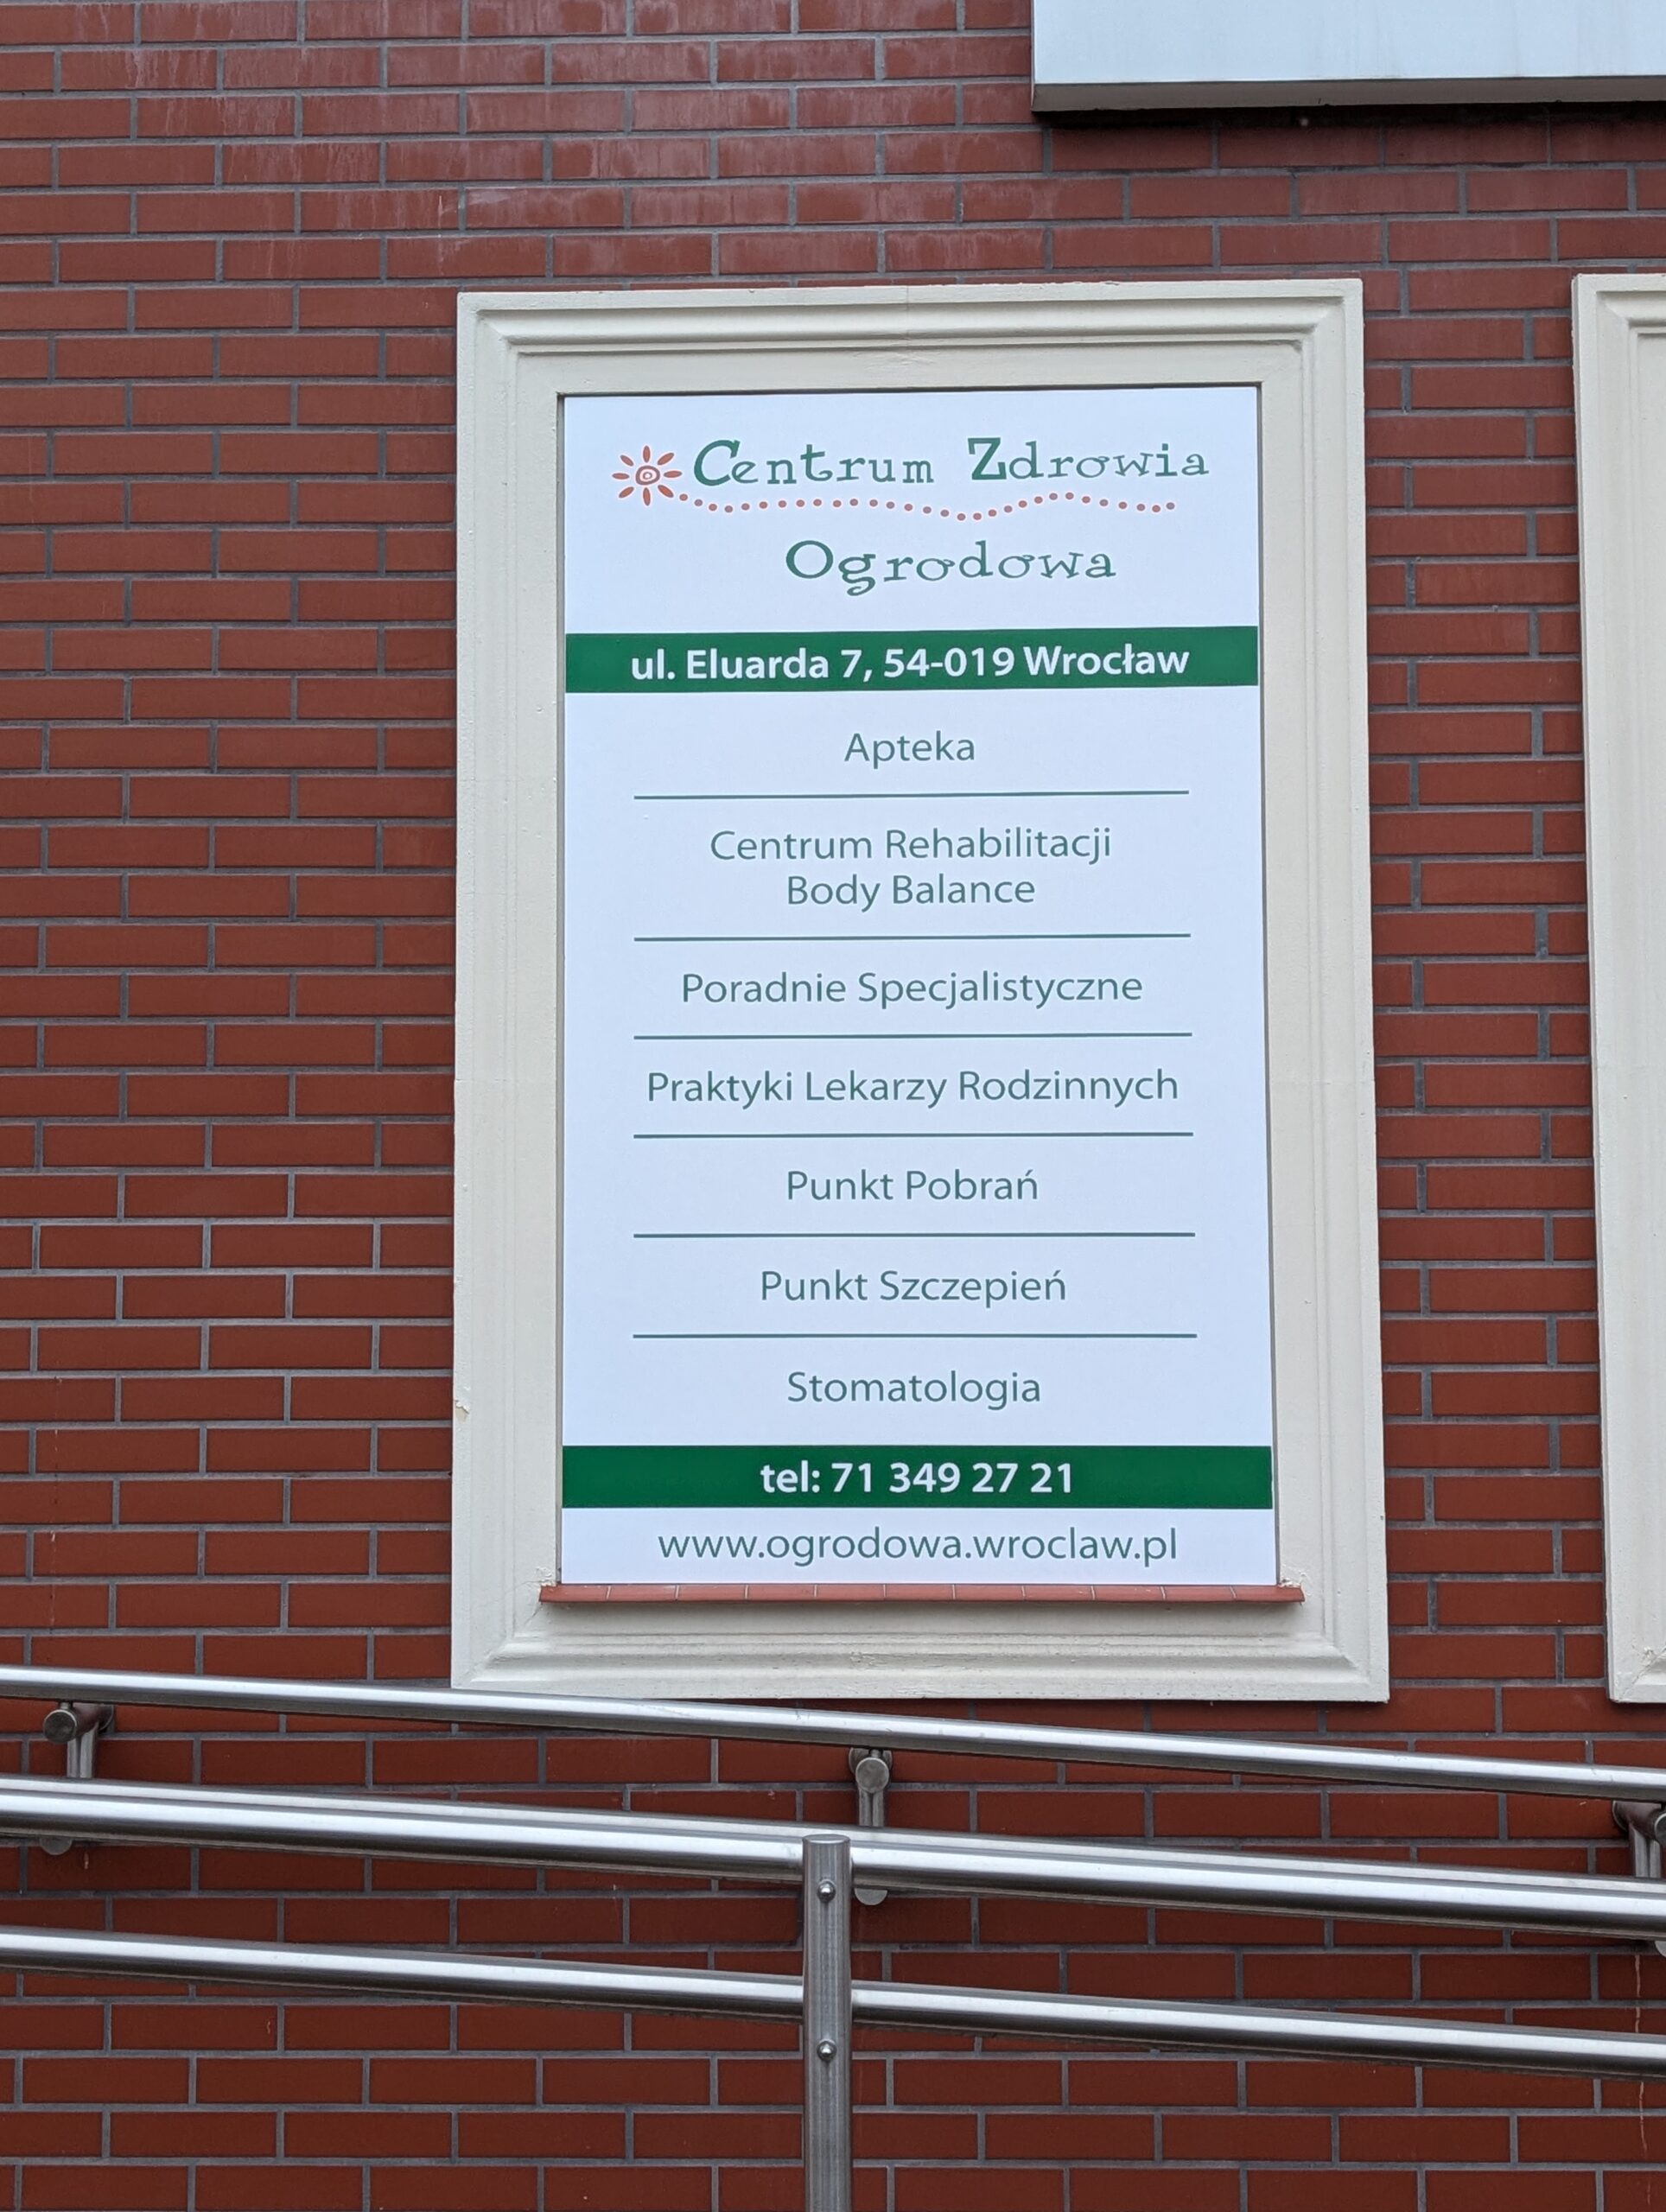 Centrum Zdrowia
Ogrodowa
ul. Eluarda 7, 54-019 Wrocław
Apteka
Centrum Rehabilitacji
Body Balance
Poradnie Specjalistyczne
Praktyki Lekarzy Rodzinnych
Punkt Pobrań
Punkt Szczepień
Stomatologia
tel: 71 349 27 21
www.ogrodowa.wroclaw.pl